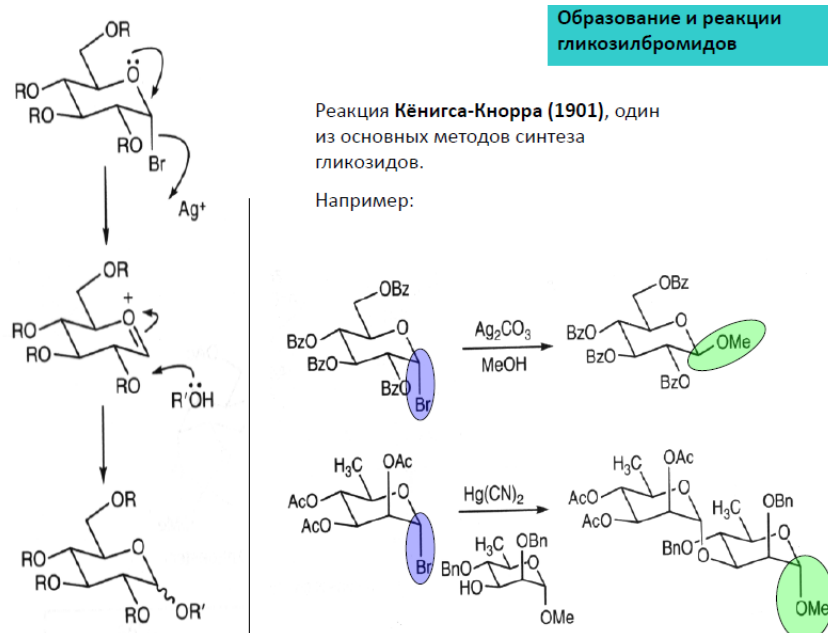 Образование и реакции
гликозилбромидов
Реакция Кёнигса-Кнорра (1901), один
из основных методов синтеза
гликозидов.
Например:
OR
O
RO
RO
RO
Br
Ag⁺
OR
O
+
RO
RO
RO
R'OH
OR
O
RO
RO
RO
OR'
OBz
O
BzO
BzO
BzO
Br
Ag₂CO₃
MeOH
OBz
O
OMe
BzO
BzO
BzO
H₃C
OAc
O
AcO
AcO
Br
Hg(CN)₂
H₃C
OBn
O
BnO
HO
OMe
H₃C
OAc
O
AcO
AcO
H₃C
OBn
O
BnO
O
OMe